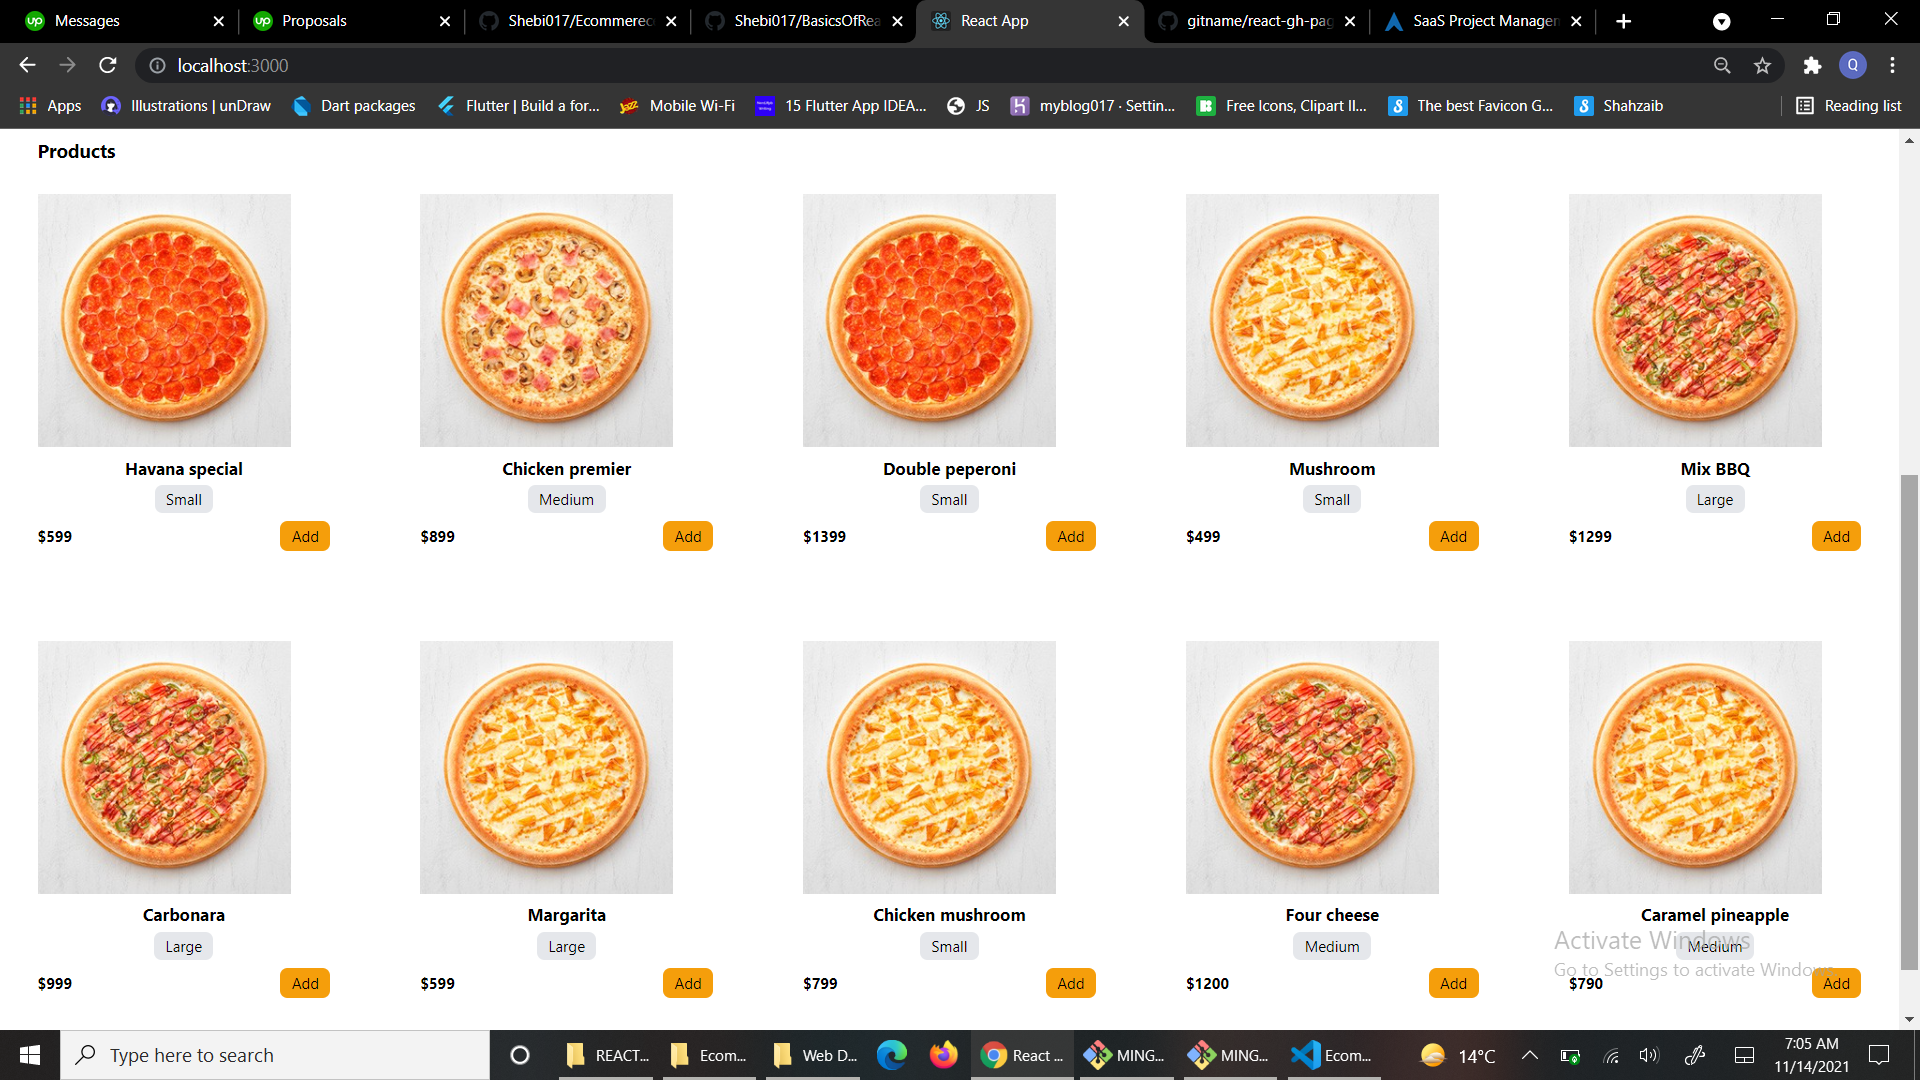 Messages
Proposals
Shebi017/Ecommerec
Shebi017/BasicsOfRea
React App
gitname/react-gh-pag
SaaS Project Managem
localhost:3000
Q
Apps
Illustrations | unDraw
Dart packages
Flutter | Build a for...
Mobile Wi-Fi
15 Flutter App IDEA...
JS
myblog017 · Settin...
Free Icons, Clipart Il...
The best Favicon G...
Shahzaib
Reading list
Products
Havana special
Small
$599
Add
Chicken premier
Medium
$899
Add
Double peperoni
Small
$1399
Add
Mushroom
Small
$499
Add
Mix BBQ
Large
$1299
Add
Carbonara
Large
$999
Add
Margarita
Large
$599
Add
Chicken mushroom
Small
$799
Add
Four cheese
Medium
$1200
Add
Caramel pineapple
Medium
$790
Add
Activate Windows
Go to Settings to activate Windows.
Type here to search
REACT...
Ecom...
Web D...
React ...
MING...
MING...
Ecom...
14°C
7:05 AM
11/14/2021